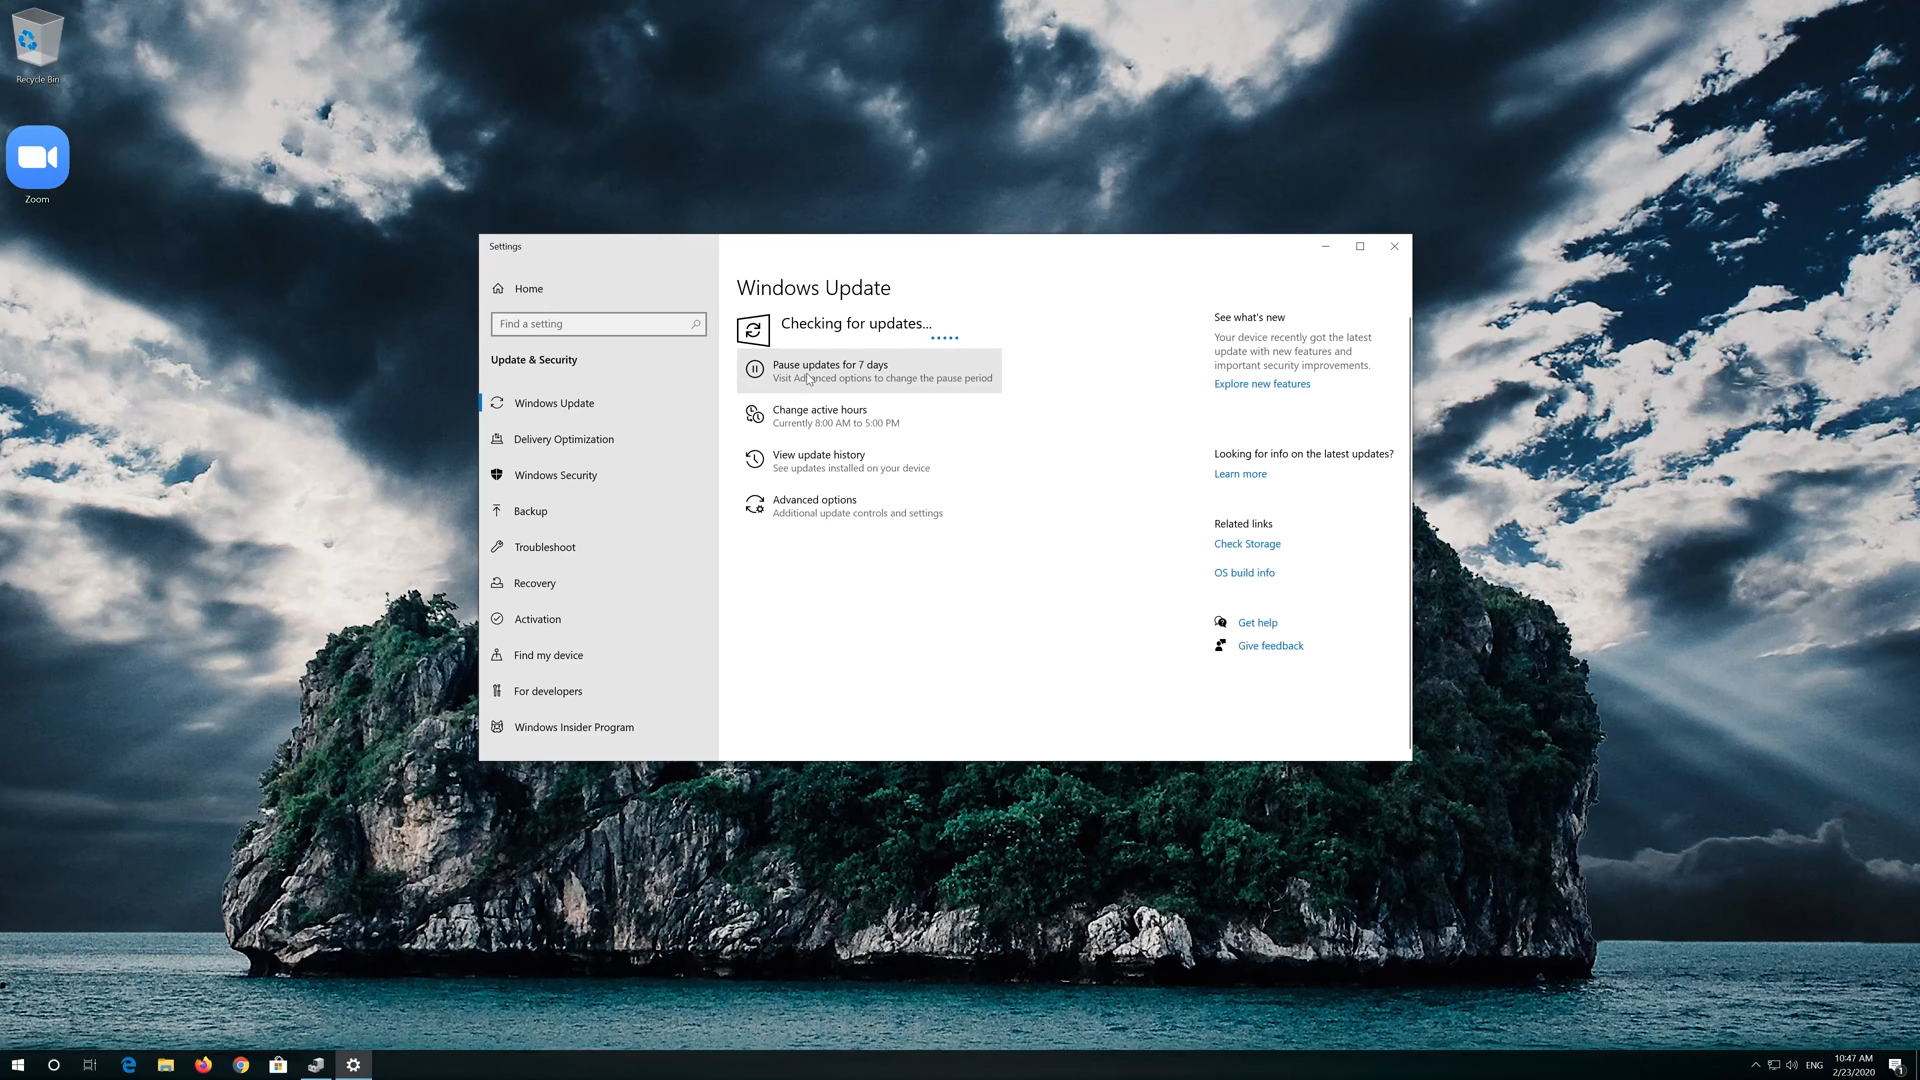 Recycle Bin
Zoom
Settings
Home
Find a setting
Update & Security
Windows Update
Delivery Optimization
Windows Security
Backup
Troubleshoot
Recovery
Activation
Find my device
For developers
Windows Insider Program
Windows Update
Checking for updates...
Pause updates for 7 days
Visit Advanced options to change the pause period
Change active hours
Currently 8:00 AM to 5:00 PM
View update history
See updates installed on your device
Advanced options
Additional update controls and settings
See what's new
Your device recently got the latest
update with new features and
important security improvements.
Explore new features
Looking for info on the latest updates?
Learn more
Related links
Check Storage
OS build info
Get help
Give feedback
ENG
10:47 AM
2/23/2020
1